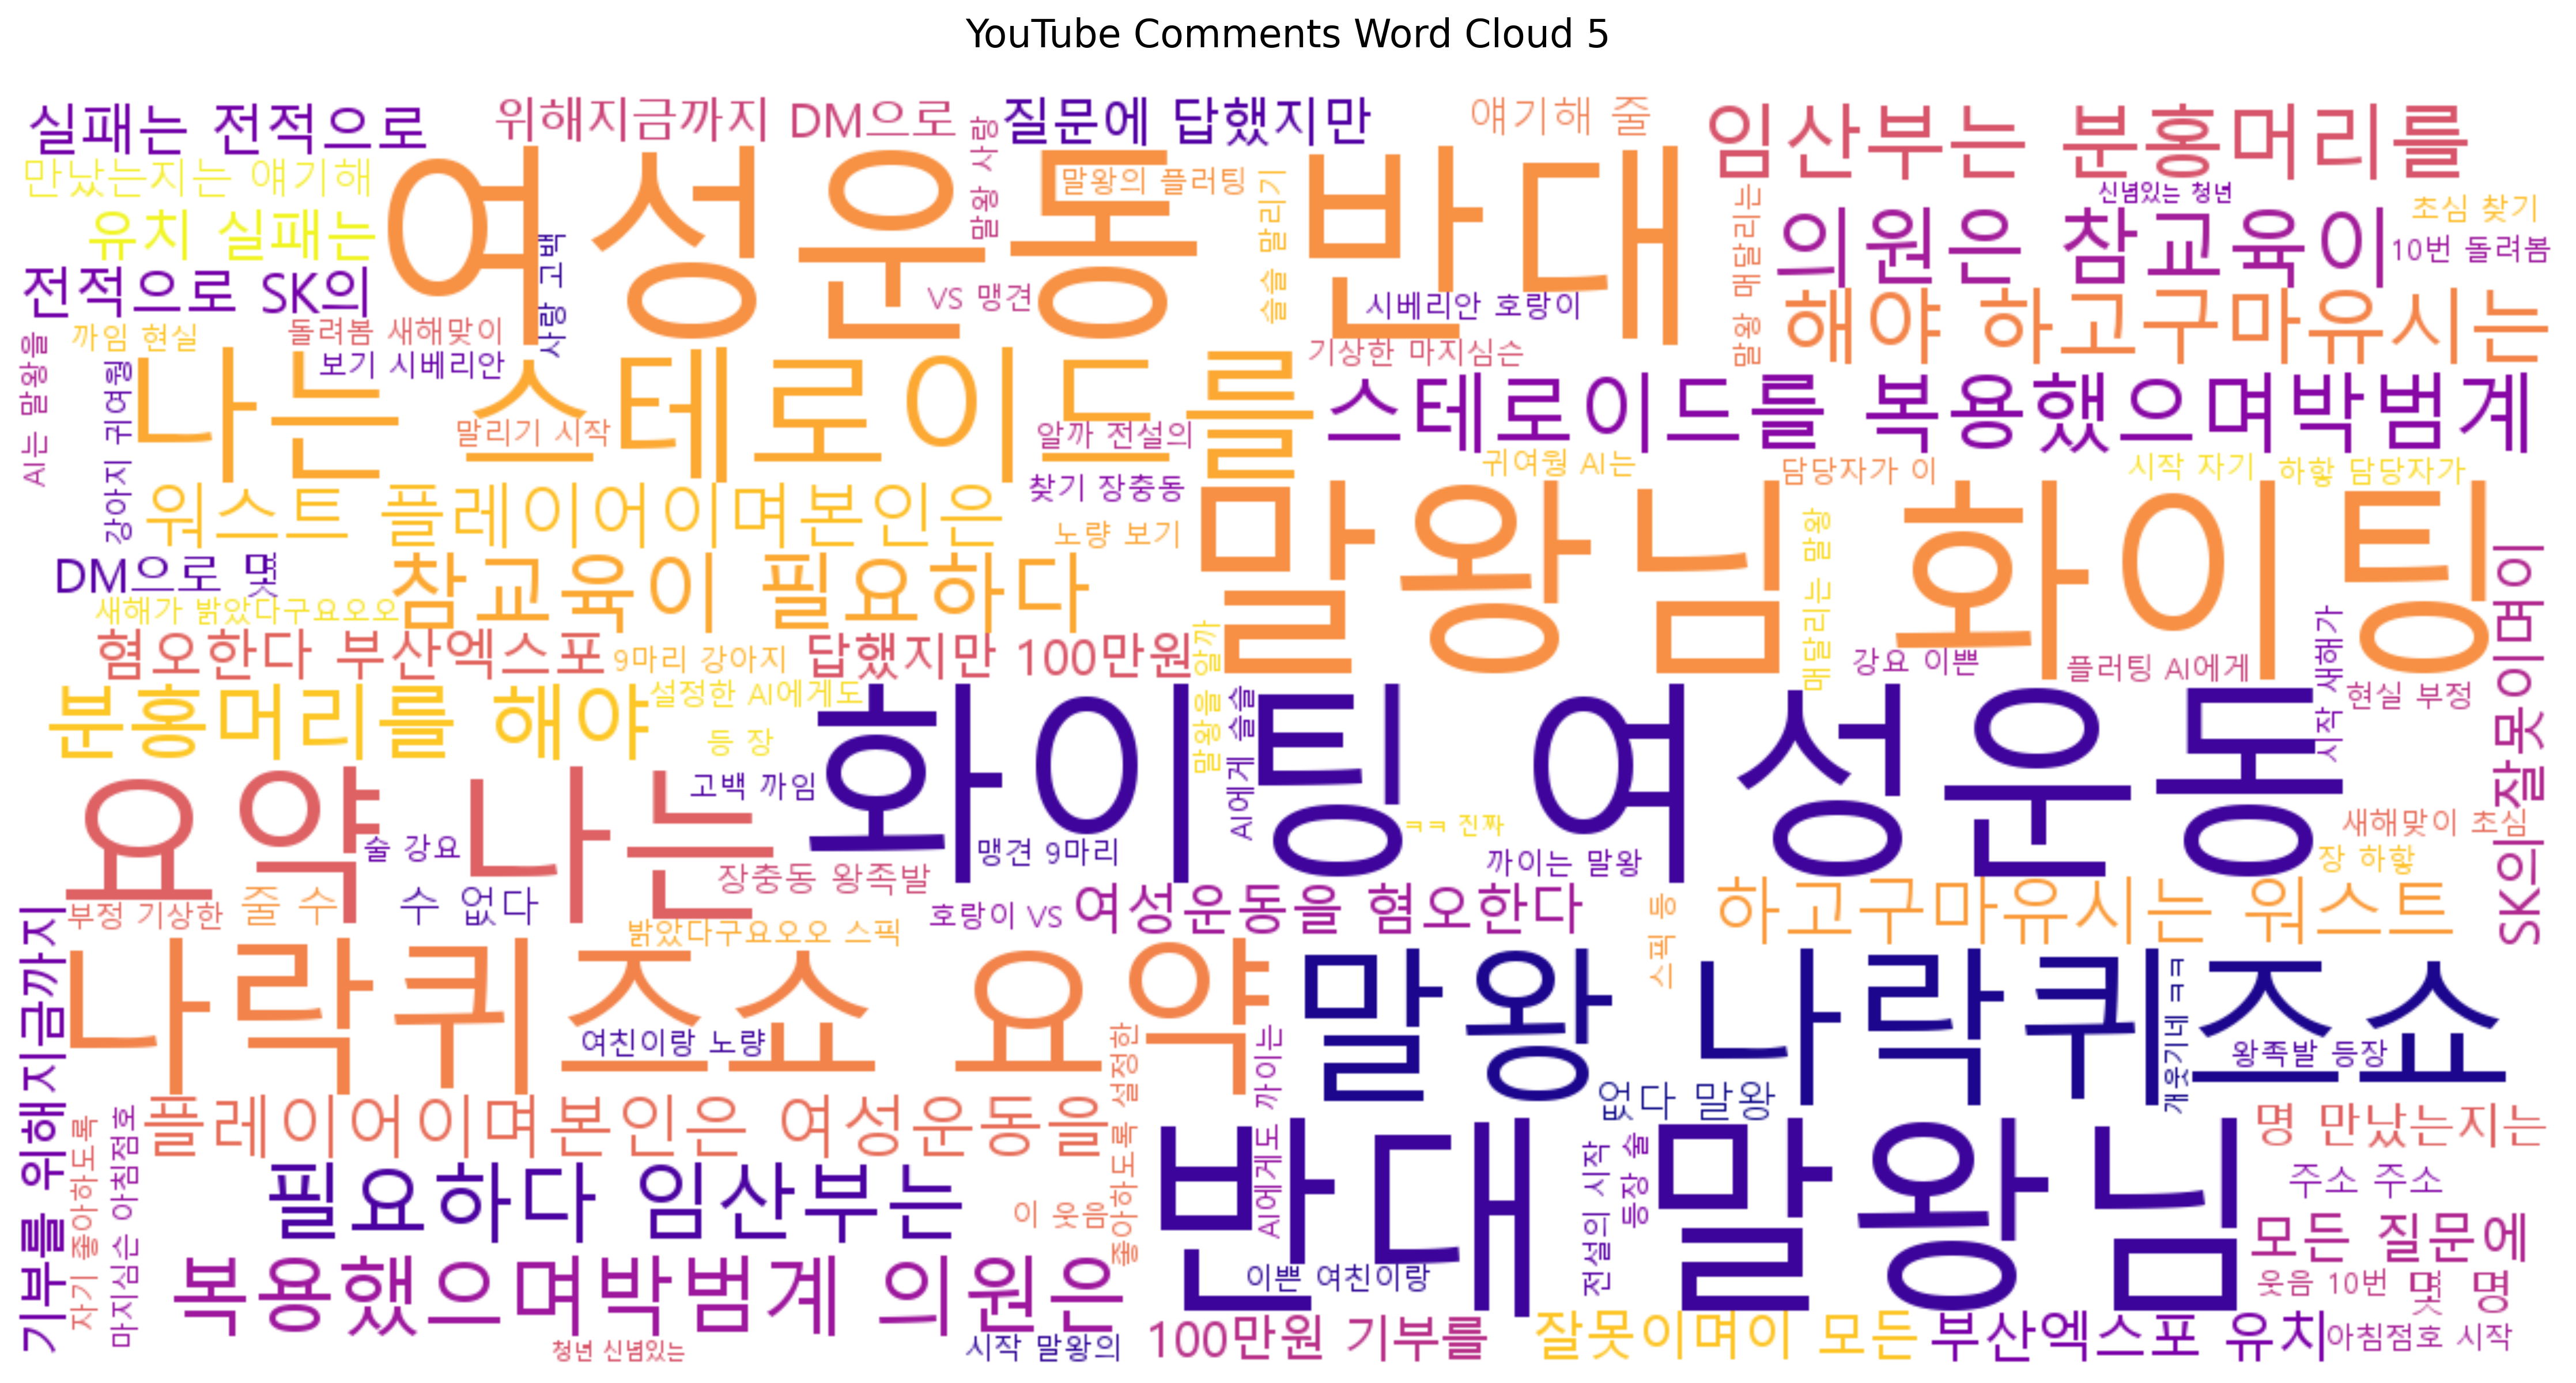 YouTube Comments Word Cloud 5
실패는 전적으로
위해지금까지 DM으로
말왕 사랑
질문에 답했지만
얘기해 줄
임산부는 분홍머리를
만났는지는 얘기해
여성운동 반대
말왕의 플러팅
슬슬 말리기
말왕 매달리는
신념있는 청년
초심 찾기
유치 실패는
의원은 참교육이
10번 돌려봄
전적으로 SK의
사랑 고백
VS 맹견
시베리안 호랑이
해야 하고구마유시는
까임 현실
돌려봄 새해맞이
AI는 말왕을
강아지 귀여웡
보기 시베리안
기상한 마지심슨
나는 스테로이드를
스테로이드를 복용했으며박범계
말리기 시작
알까 전설의
귀여웡 AI는
담당자가 이
시작 자기
하핳 담당자가
워스트 플레이어이며본인은
찾기 장충동
노량 보기
말왕님 화이팅
매달리는 말왕
DM으로 몇
참교육이 필요하다
새해가 밝았다구요오오
혐오한다 부산엑스포
9마리 강아지
답했지만 100만원
말왕을 알까
강요 이쁜
플러팅 AI에게
시작 새해가
현실 부정
SK의 잘못이며이
분홍머리를 해야
설정한 AI에게도
등 장
AI에게 슬슬
화이팅 여성운동
고백 까임
요약 나는
술 강요
맹견 9마리
ㅋㅋ 진짜
까이는 말왕
새해맞이 초심
장 하핳
장충동 왕족발
부정 기상한
줄 수
수 없다
호랑이 VS
여성운동을 혐오한다
하고구마유시는 워스트
밝았다구요오오 스픽
스픽 등
기부를 위해지금까지
나락퀴즈쇼 요약
말왕 나락퀴즈쇼
여친이랑 노량
개웃기네 ㅋㅋ
왕족발 등장
좋아하도록 설정한
까이는
없다 말왕
플레이어이며본인은 여성운동을
명 만났는지는
자기 좋아하도록
마지심슨 아침점호
필요하다 임산부는
이 웃음
AI에게도 까이는
반대 말왕님
전설의 시작
등장 술
주소 주소
모든 질문에
복용했으며박범계 의원은
이쁜 여친이랑
웃음 10번
몇 명
청년 신념있는
시작 말왕의
100만원 기부를
잘못이며이 모든
부산엑스포 유치
아침점호 시작